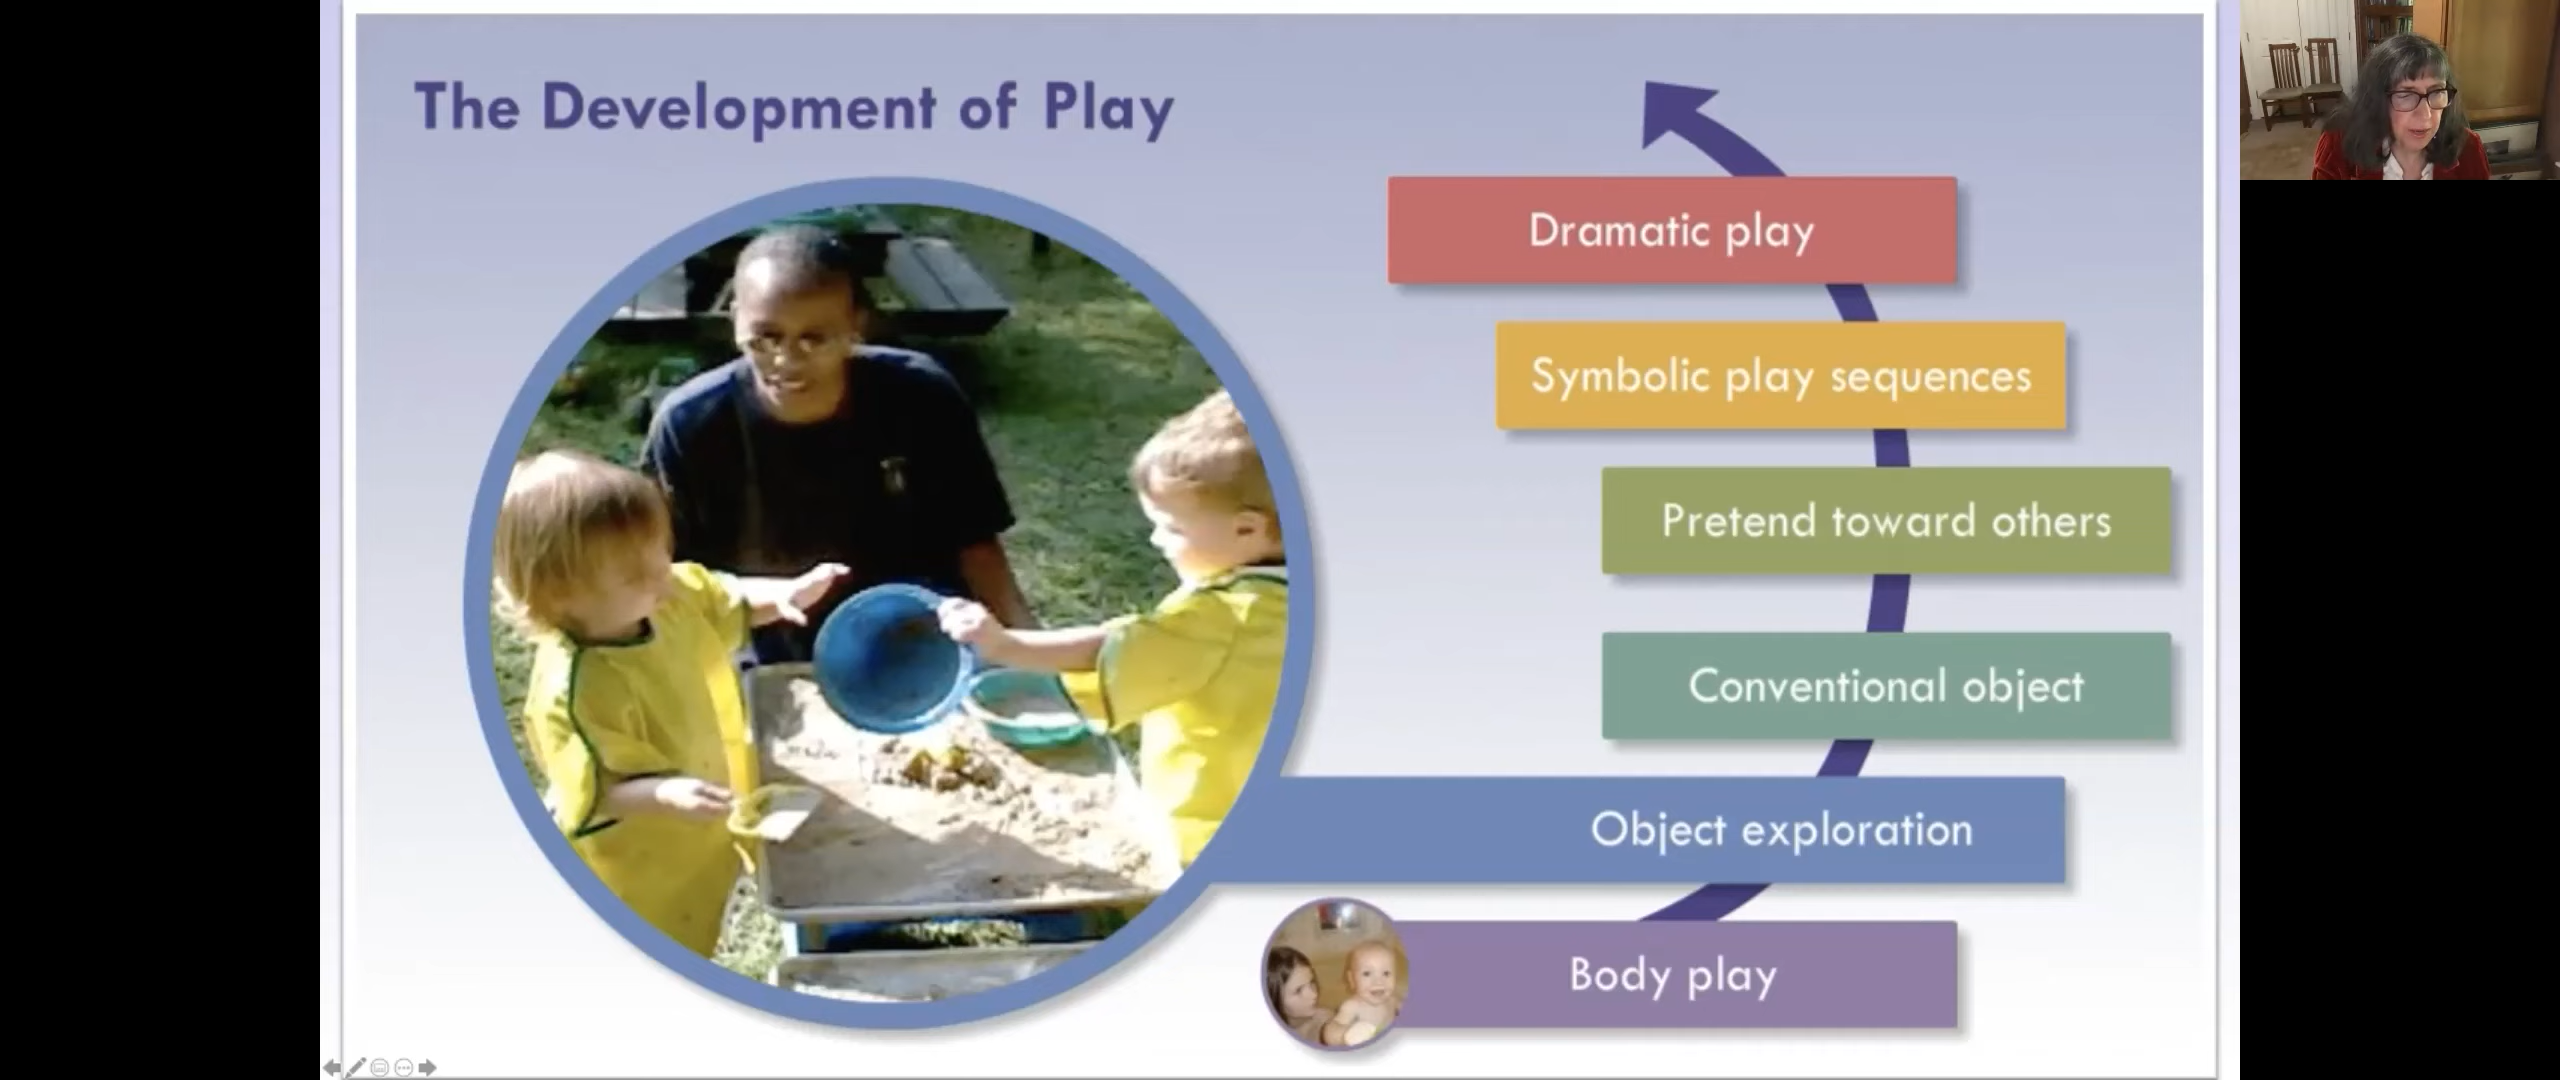 The Development of Play
Dramatic play
Symbolic play sequences
Pretend toward others
Conventional object
Object exploration
Body play